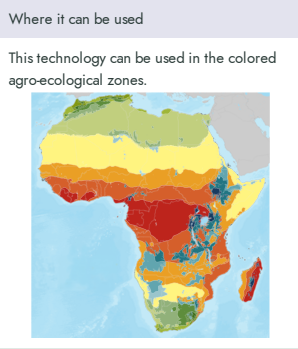 Where it can be used
This technology can be used in the colored
agro-ecological zones.